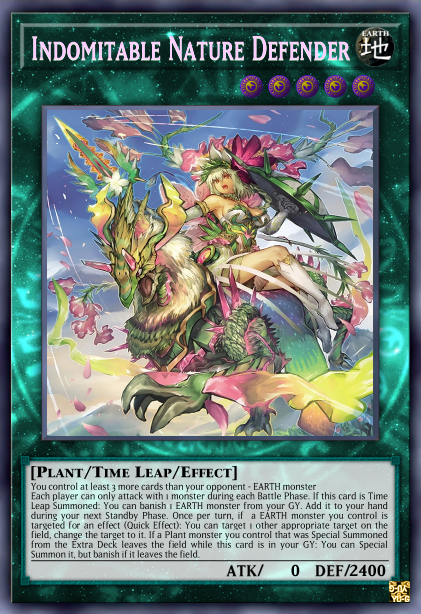 INDOMITABLE NATURE DEFENDER
EARTH
地
[PLANT/TIME LEAP/EFFECT]
You control at least 3 more cards than your opponent - EARTH monster
Each player can only attack with 1 monster during each Battle Phase. If this card is Time
Leap Summoned: You can banish 1 EARTH monster from your GY. Add it to your hand
during your next Standby Phase. Once per turn, if  a EARTH monster you control is
targeted for an effect (Quick Effect): You can target 1 other appropriate target on the
field, change the target to it. If a Plant monster you control that was Special Summoned
from the Extra Deck leaves the field while this card is in your GY: You can Special
Summon it, but banish it if leaves the field.
ATK/ 0 DEF/2400